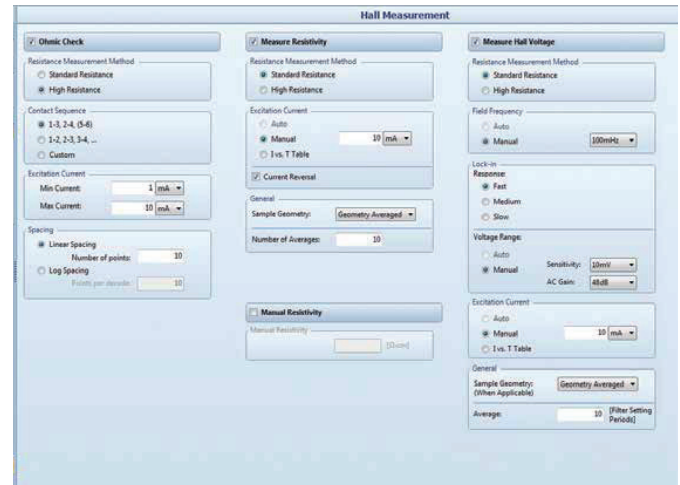 Hall Measurement
Ohmic Check
Resistance Measurement Method
Standard Resistance
High Resistance
Contact Sequence
1-3, 2-4, (5-6)
1-2, 2-3, 3-4, ...
Custom
Excitation Current
Min Current: 1 mA
Max Current: 10 mA
Spacing
Linear Spacing
Number of points: 10
Log Spacing
Points per decade: 10
Measure Resistivity
Resistance Measurement Method
Standard Resistance
High Resistance
Excitation Current
Auto
Manual 10 mA
I vs. T Table
Current Reversal
General
Sample Geometry: Geometry Averaged
Number of Averages: 10
Manual Resistivity
Manual Resistivity
[Ω-cm]
Measure Hall Voltage
Resistance Measurement Method
Standard Resistance
High Resistance
Field Frequency
Auto
Manual 100mHz
Lock-in
Response:
Fast
Medium
Slow
Voltage Range:
Auto
Manual Sensitivity: 10mV
AC Gain: 48dB
Excitation Current
Auto
Manual 10 mA
I vs. T Table
General
Sample Geometry: Geometry Averaged
(When Applicable)
Average: 10 [Filter Setting
Periods]